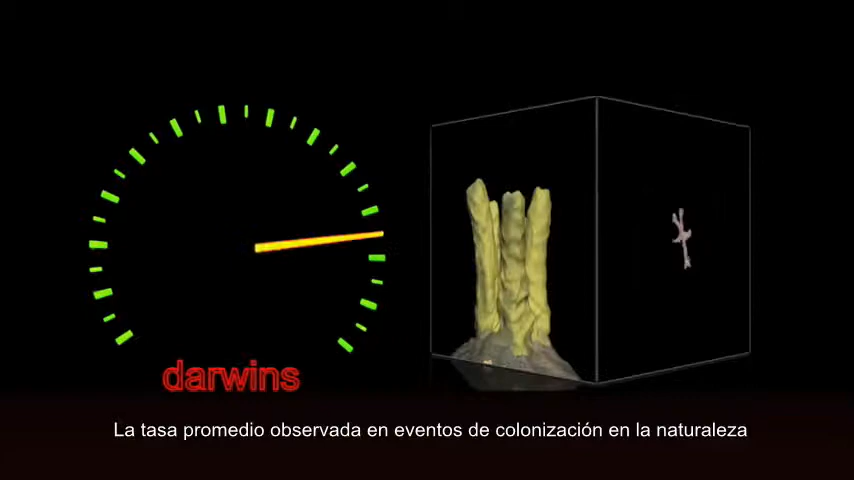 darwins
La tasa promedio observada en eventos de colonización en la naturaleza